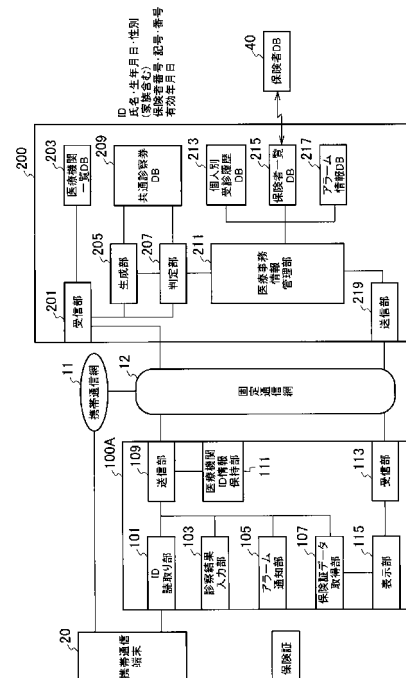 ID
氏名・生年月日・性別
(家族含む)
保険者番号・記号・番号
有効年月日
40
保険者DB
200
203
医療機関
一覧DB
209
共通診察券
DB
213
個人別
受診履歴
DB
215
保険者一覧
DB
217
アラーム
情報DB
205
生成部
207
判定部
211
医療事務
情報
管理部
201
受信部
219
送信部
11
携帯通信網
12
固定通信網
100A
109
送信部
医療機関
ID情報
保持部
111
113
受信部
101
ID
読取り部
103
診察結果
入力部
105
アラーム
通知部
107
保険証データ
取得部
115
表示部
20
携帯通信
端末
保険証